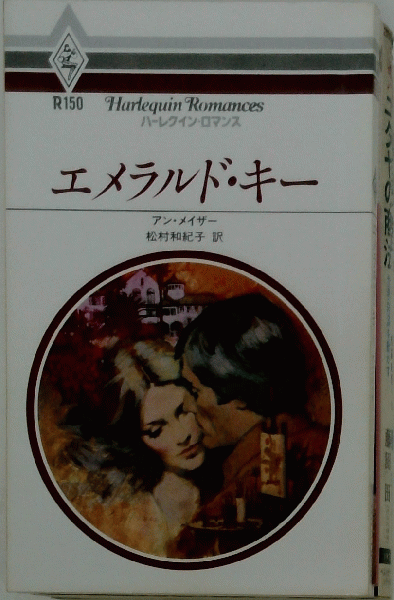 R150
Harlequin Romances
ハーレクイン・ロマンス
エメラルド・キー
アン・メイザー
松村和紀子 訳